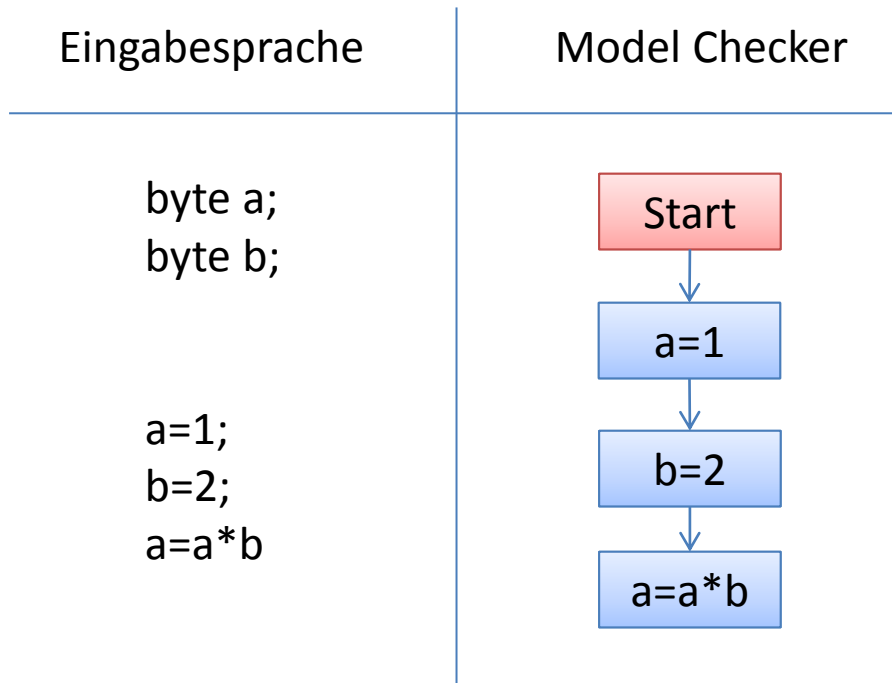 Eingabesprache
Model Checker
byte a;
byte b;
a=1;
b=2;
a=a*b
Start
a=1
b=2
a=a*b